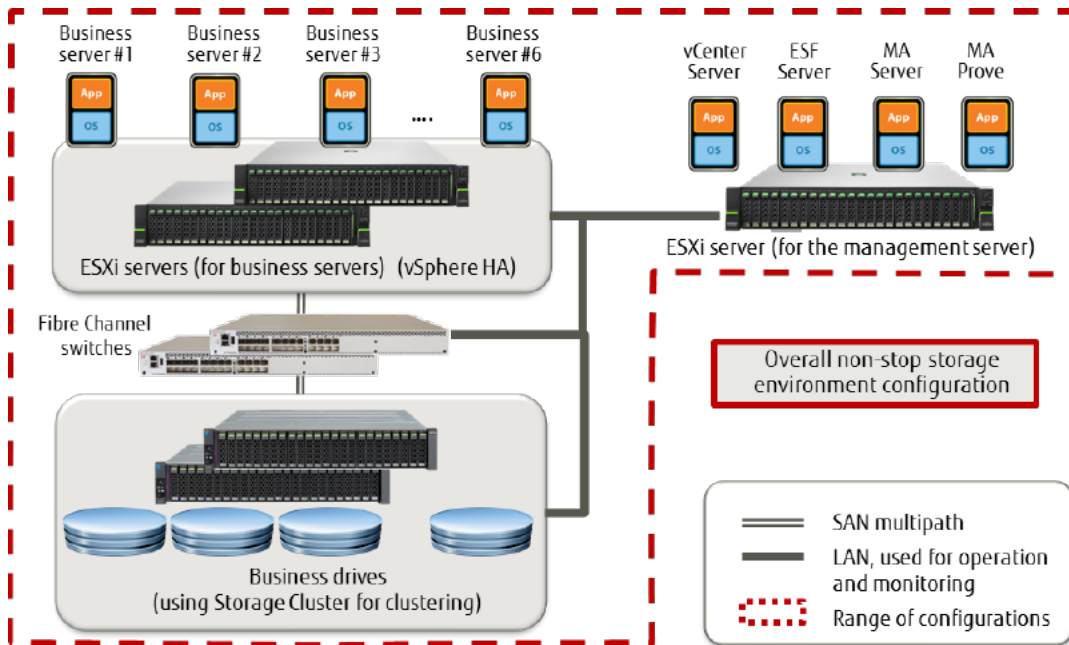 Business
server #1
Business
server #2
Business
server #3
Business
server #6
vCenter
Server
ESF
Server
MA
Server
MA
Prove
App
OS
App
OS
App
OS
....
App
OS
App
OS
App
OS
App
OS
App
OS
ESXi servers (for business servers) (vSphere HA)
ESXi server (for the management server)
Fibre Channel
switches
Overall non-stop storage
environment configuration
Business drives
(using Storage Cluster for clustering)
SAN multipath
LAN, used for operation
and monitoring
Range of configurations